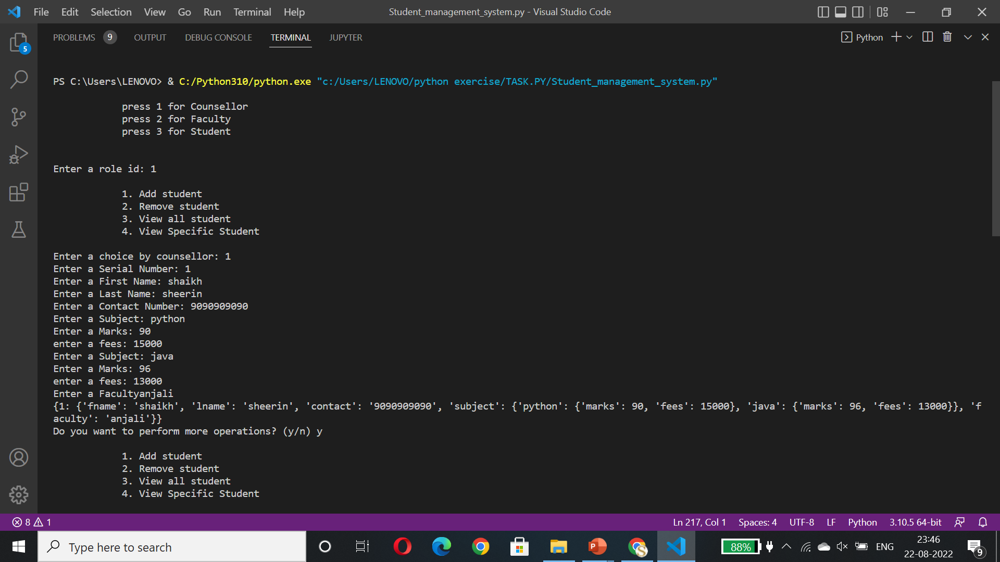 File Edit Selection View Go Run Terminal Help Student_management_system.py - Visual Studio Code
PROBLEMS 9 OUTPUT DEBUG CONSOLE TERMINAL JUPYTER Python
5
PS C:\Users\LENOVO> & C:/Python310/python.exe "c:/Users/LENOVO/python exercise/TASK.PY/Student_management_system.py"
press 1 for Counsellor
press 2 for Faculty
press 3 for Student
Enter a role id: 1
1. Add student
2. Remove student
3. View all student
4. View Specific Student
Enter a choice by counsellor: 1
Enter a Serial Number: 1
Enter a First Name: shaikh
Enter a Last Name: sheerin
Enter a Contact Number: 9090909090
Enter a Subject: python
Enter a Marks: 90
enter a fees: 15000
Enter a Subject: java
Enter a Marks: 96
enter a fees: 13000
Enter a Facultyanjali
{1: {'fname': 'shaikh', 'lname': 'sheerin', 'contact': '9090909090', 'subject': {'python': {'marks': 90, 'fees': 15000}, 'java': {'marks': 96, 'fees': 13000}}, 'f
aculty': 'anjali'}}
Do you want to perform more operations? (y/n) y
1. Add student
2. Remove student
3. View all student
4. View Specific Student
8 1 Ln 217, Col 1 Spaces: 4 UTF-8 LF Python 3.10.5 64-bit
Type here to search P S 88% ENG 23:46
22-08-2022 9